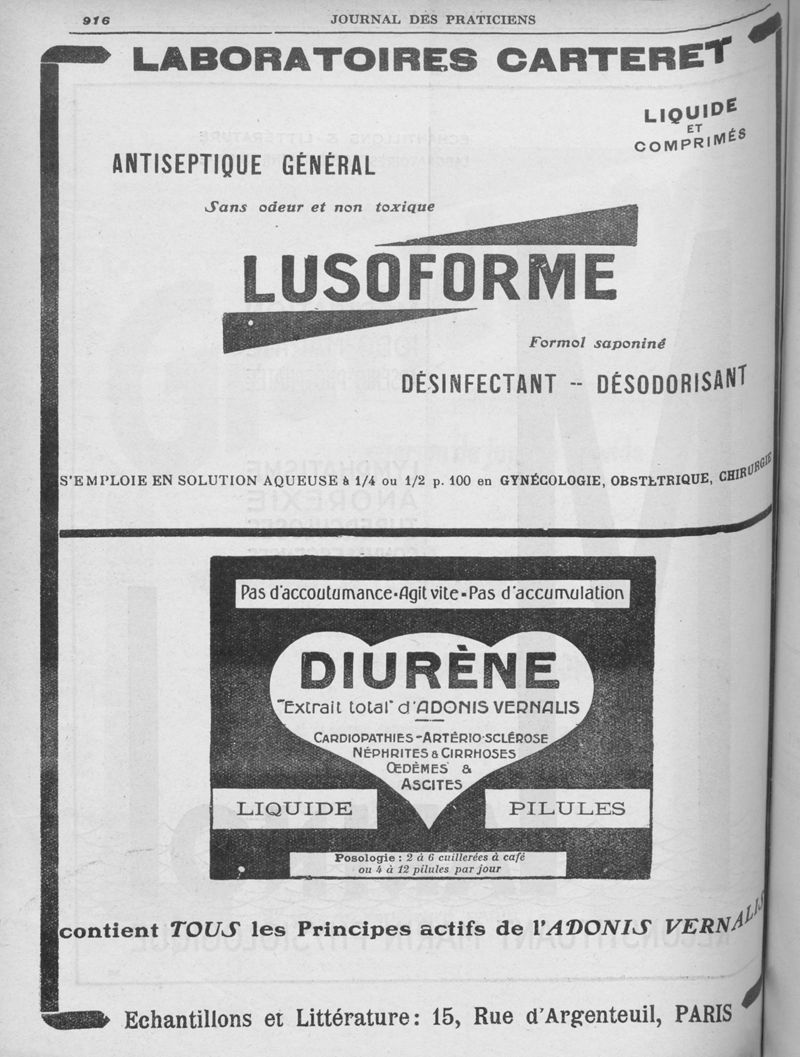 916
JOURNAL DES PRATICIENS
LABORATOIRES CARTERET
LIQUIDE
ET
COMPRIMÉS
ANTISEPTIQUE GÉNÉRAL
Sans odeur et non toxique
LUSOFORME
Formol saponiné
DÉSINFECTANT -- DÉSODORISANT
S'EMPLOIE EN SOLUTION AQUEUSE à 1/4 ou 1/2 p. 100 en GYNÉCOLOGIE, OBSTÉTRIQUE, CHIRURGIE
Pas d'accoutumance - Agit vite - Pas d'accumulation
DIURÈNE
"Extrait total" d'ADONIS VERNALIS
CARDIOPATHIES - ARTÉRIO-SCLÉROSE
NÉPHRITES & CIRRHOSES
ŒDÈMES &
ASCITES
LIQUIDE
PILULES
Posologie : 2 à 6 cuillerées à café
ou 4 à 12 pilules par jour
contient TOUS les Principes actifs de l'ADONIS VERNALIS
Echantillons et Littérature : 15, Rue d'Argenteuil, PARIS